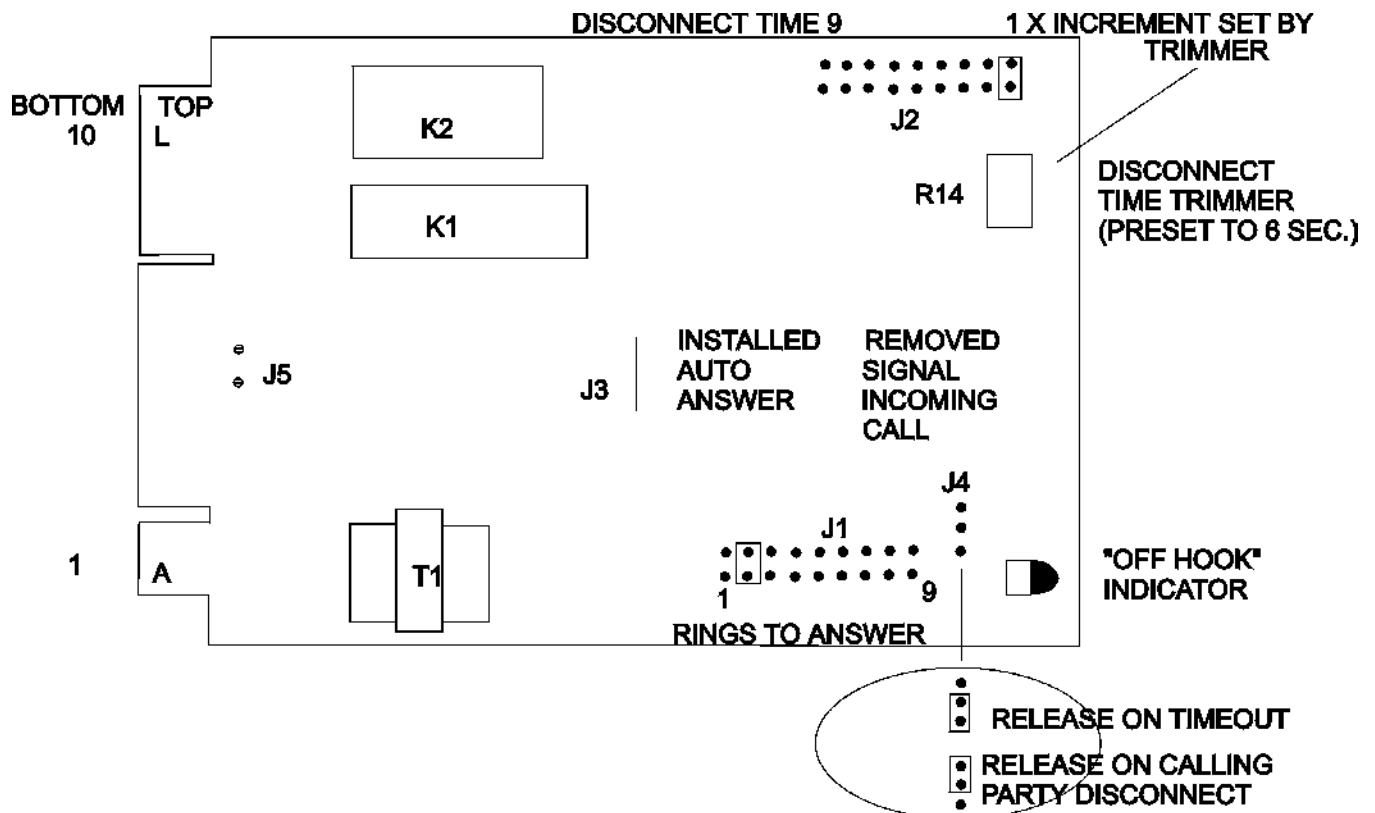 DISCONNECT TIME 9
1 X INCREMENT SET BY
TRIMMER
BOTTOM
10
TOP
L
K2
J2
K1
R14
DISCONNECT
TIME TRIMMER
(PRESET TO 6 SEC.)
J5
J3
INSTALLED
AUTO
ANSWER
REMOVED
SIGNAL
INCOMING
CALL
J4
J1
1
A
T1
1
9
"OFF HOOK"
INDICATOR
RINGS TO ANSWER
RELEASE ON TIMEOUT
RELEASE ON CALLING
PARTY DISCONNECT